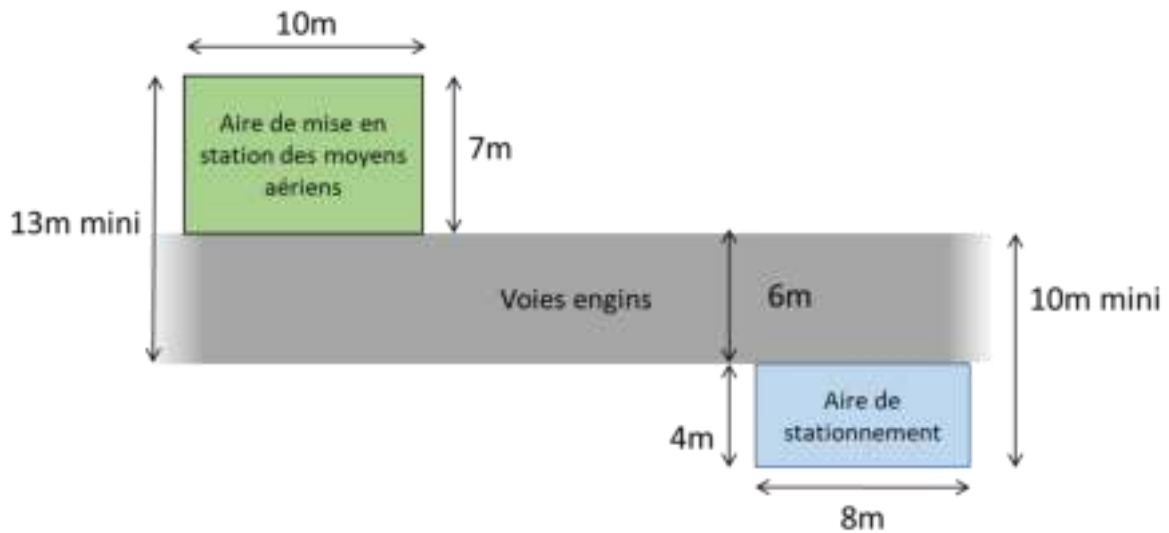 10m
Aire de mise en
station des moyens
aériens
7m
13m mini
Voies engins
6m
10m mini
4m
Aire de
stationnement
8m